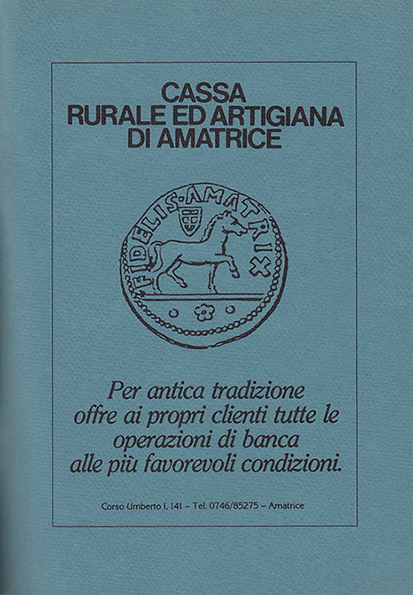 CASSA
RURALE ED ARTIGIANA
DI AMATRICE
FIDELIS·AMATRIX
Per antica tradizione
offre ai propri clienti tutte le
operazioni di banca
alle più favorevoli condizioni.
Corso Umberto I, 141 – Tel. 0746/85275 – Amatrice